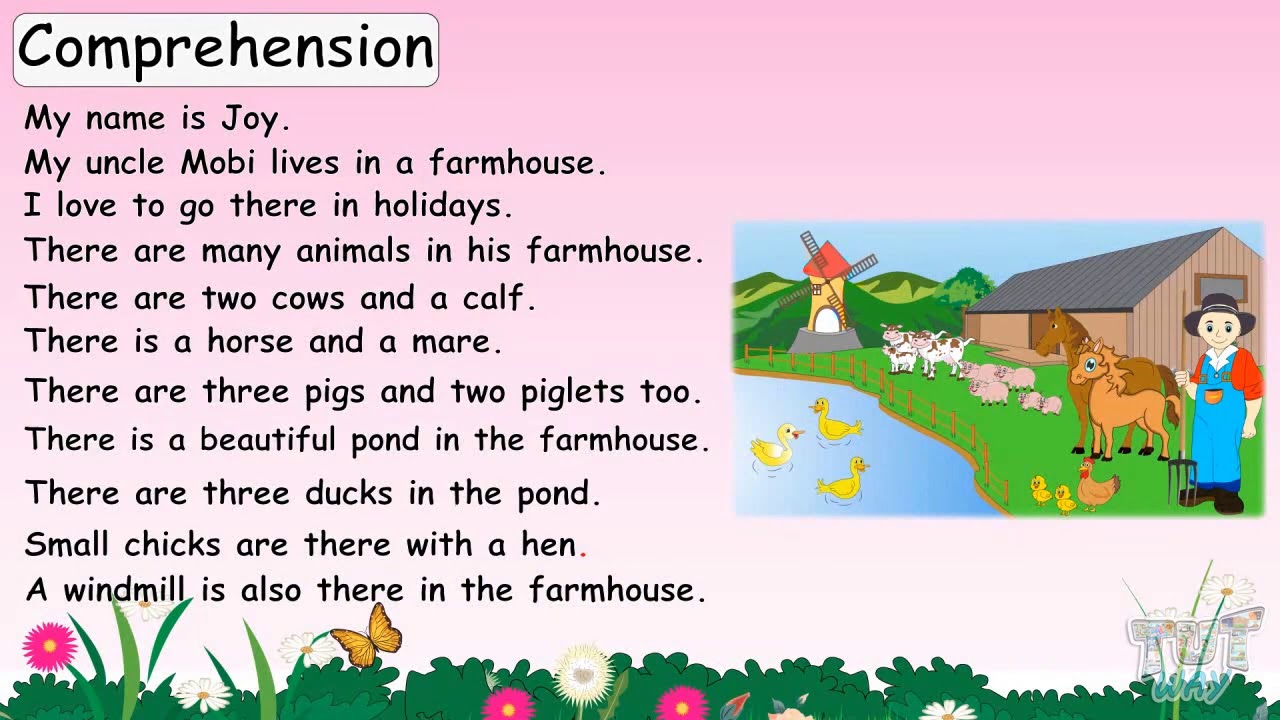 Comprehension
My name is Joy.
My uncle Mobi lives in a farmhouse.
I love to go there in holidays.
There are many animals in his farmhouse.
There are two cows and a calf.
There is a horse and a mare.
There are three pigs and two piglets too.
There is a beautiful pond in the farmhouse.
There are three ducks in the pond.
Small chicks are there with a hen.
A windmill is also there in the farmhouse.
TUT
WAY